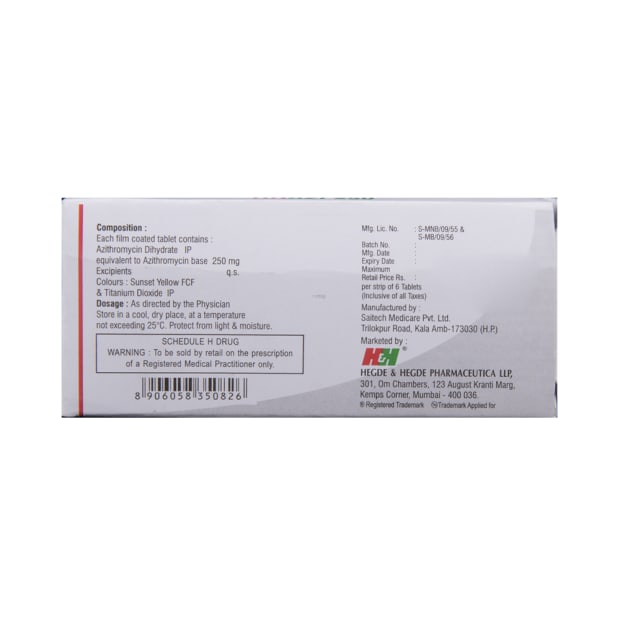 Composition :
Each film coated tablet contains :
Azithromycin Dihydrate IP
equivalent to Azithromycin base 250 mg
Excipients q.s.
Colours : Sunset Yellow FCF
& Titanium Dioxide IP
Dosage : As directed by the Physician
Store in a cool, dry place, at a temperature
not exceeding 25°C. Protect from light & moisture.
SCHEDULE H DRUG
WARNING : To be sold by retail on the prescription
of a Registered Medical Practitioner only.
8 906058 350826
Mfg. Lic. No. : S-MNB/09/55 &
S-MB/09/56
Batch No. :
Mfg. Date :
Expiry Date :
Maximum
Retail Price Rs. :
per strip of 6 Tablets
(Inclusive of all Taxes)
Manufactured by :
Saitech Medicare Pvt. Ltd.
Trilokpur Road, Kala Amb-173030 (H.P.)
Marketed by :
H&H®
HEGDE & HEGDE PHARMACEUTICA LLP,
301, Om Chambers, 123 August Kranti Marg,
Kemps Corner, Mumbai - 400 036.
® Registered Trademark ™Trademark Applied for